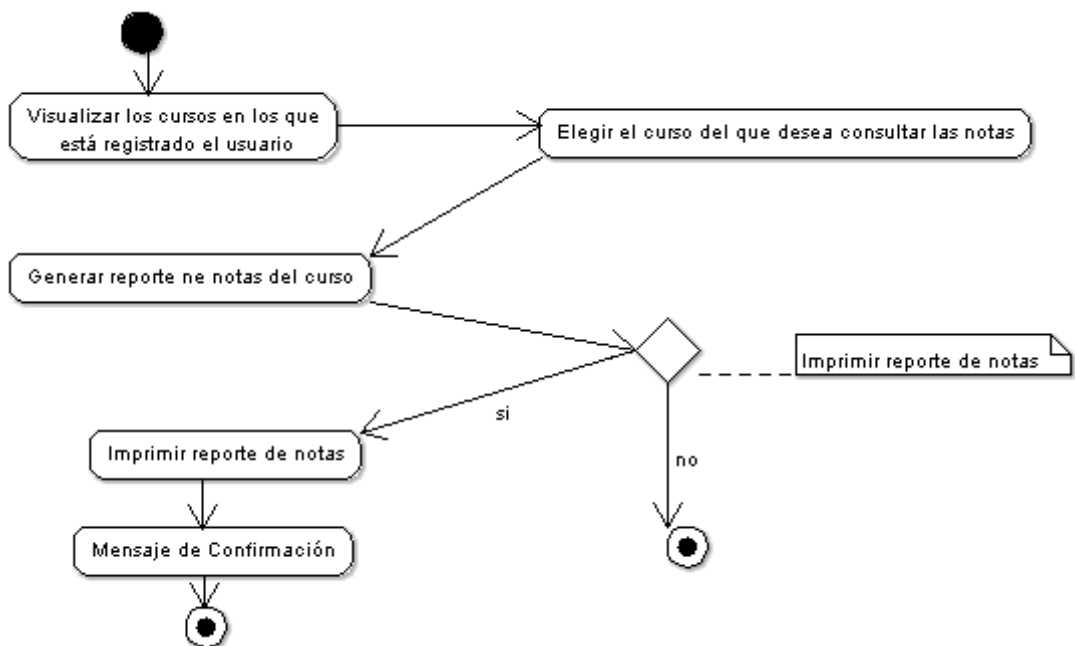 Visualizar los cursos en los que
está registrado el usuario
Elegir el curso del que desea consultar las notas
Generar reporte ne notas del curso
Imprimir reporte de notas
si
Imprimir reporte de notas
no
Mensaje de Confirmación